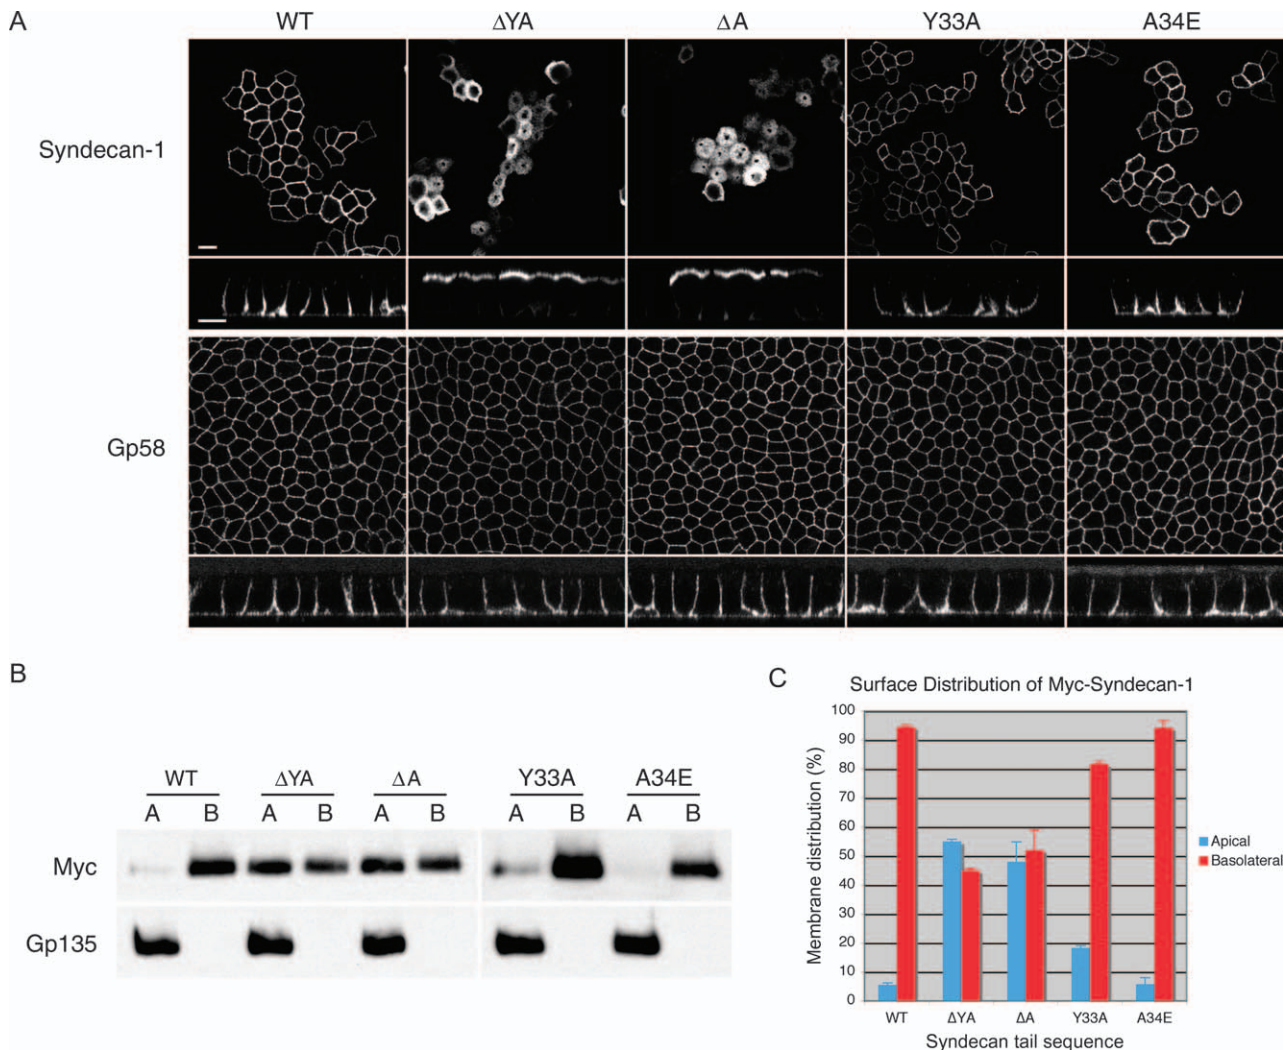 A
WT ΔYA ΔA Y33A A34E
Syndecan-1
Gp58
B
WT ΔYA ΔA Y33A A34E
A B A B A B A B A B
Myc
Gp135
C
Surface Distribution of Myc-Syndecan-1
Membrane distribution (%)
100
90
80
70
60
50
40
30
20
10
0
WT ΔYA ΔA Y33A A34E
Syndecan tail sequence
Apical
Basolateral